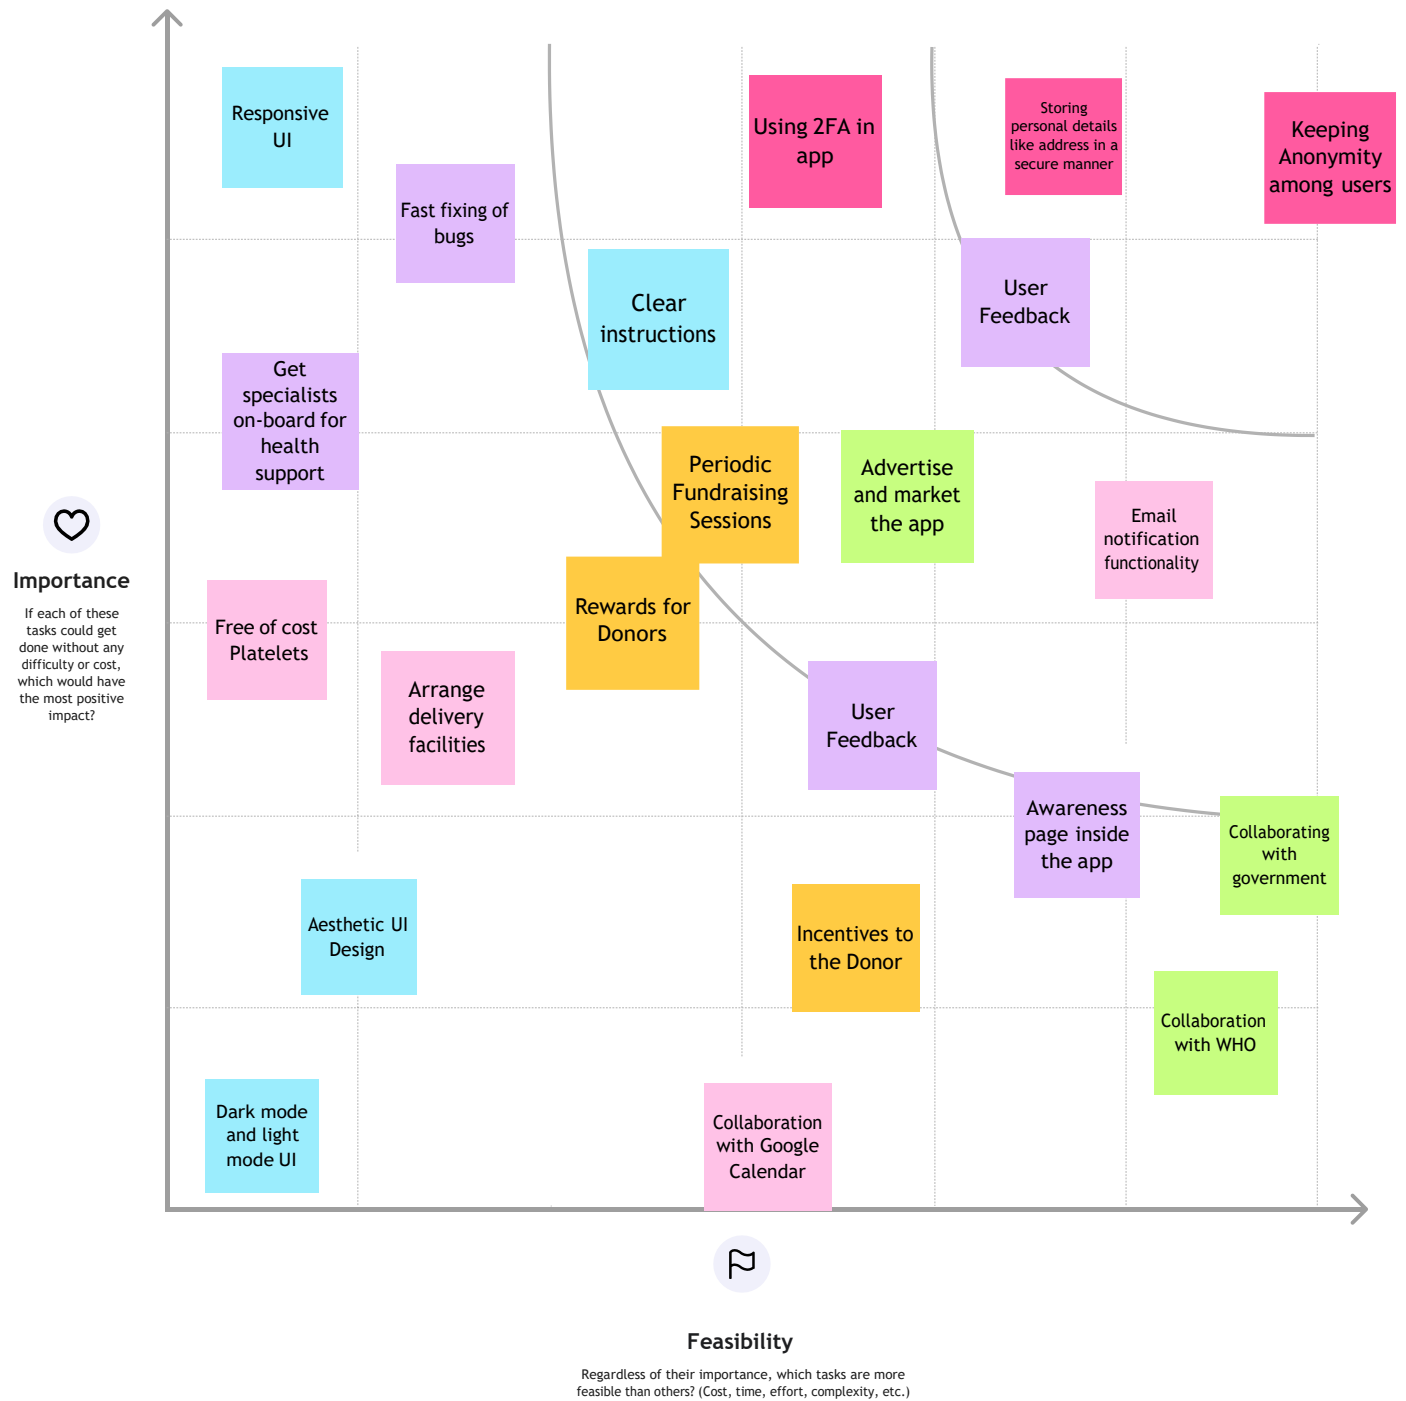 Responsive
UI
Using 2FA in
app
Storing
personal details
like address in a
secure manner
Keeping
Anonymity
among users
Fast fixing of
bugs
Clear
instructions
User
Feedback
Get
specialists
on-board for
health
support
Periodic
Fundraising
Sessions
Advertise
and market
the app
Email
notification
functionality
Importance
If each of these
tasks could get
done without any
difficulty or cost,
which would have
the most positive
impact?
Free of cost
Platelets
Rewards for
Donors
Arrange
delivery
facilities
User
Feedback
Awareness
page inside
the app
Collaborating
with
government
Aesthetic UI
Design
Incentives to
the Donor
Collaboration
with WHO
Dark mode
and light
mode UI
Collaboration
with Google
Calendar
Feasibility
Regardless of their importance, which tasks are more
feasible than others? (Cost, time, effort, complexity, etc.)